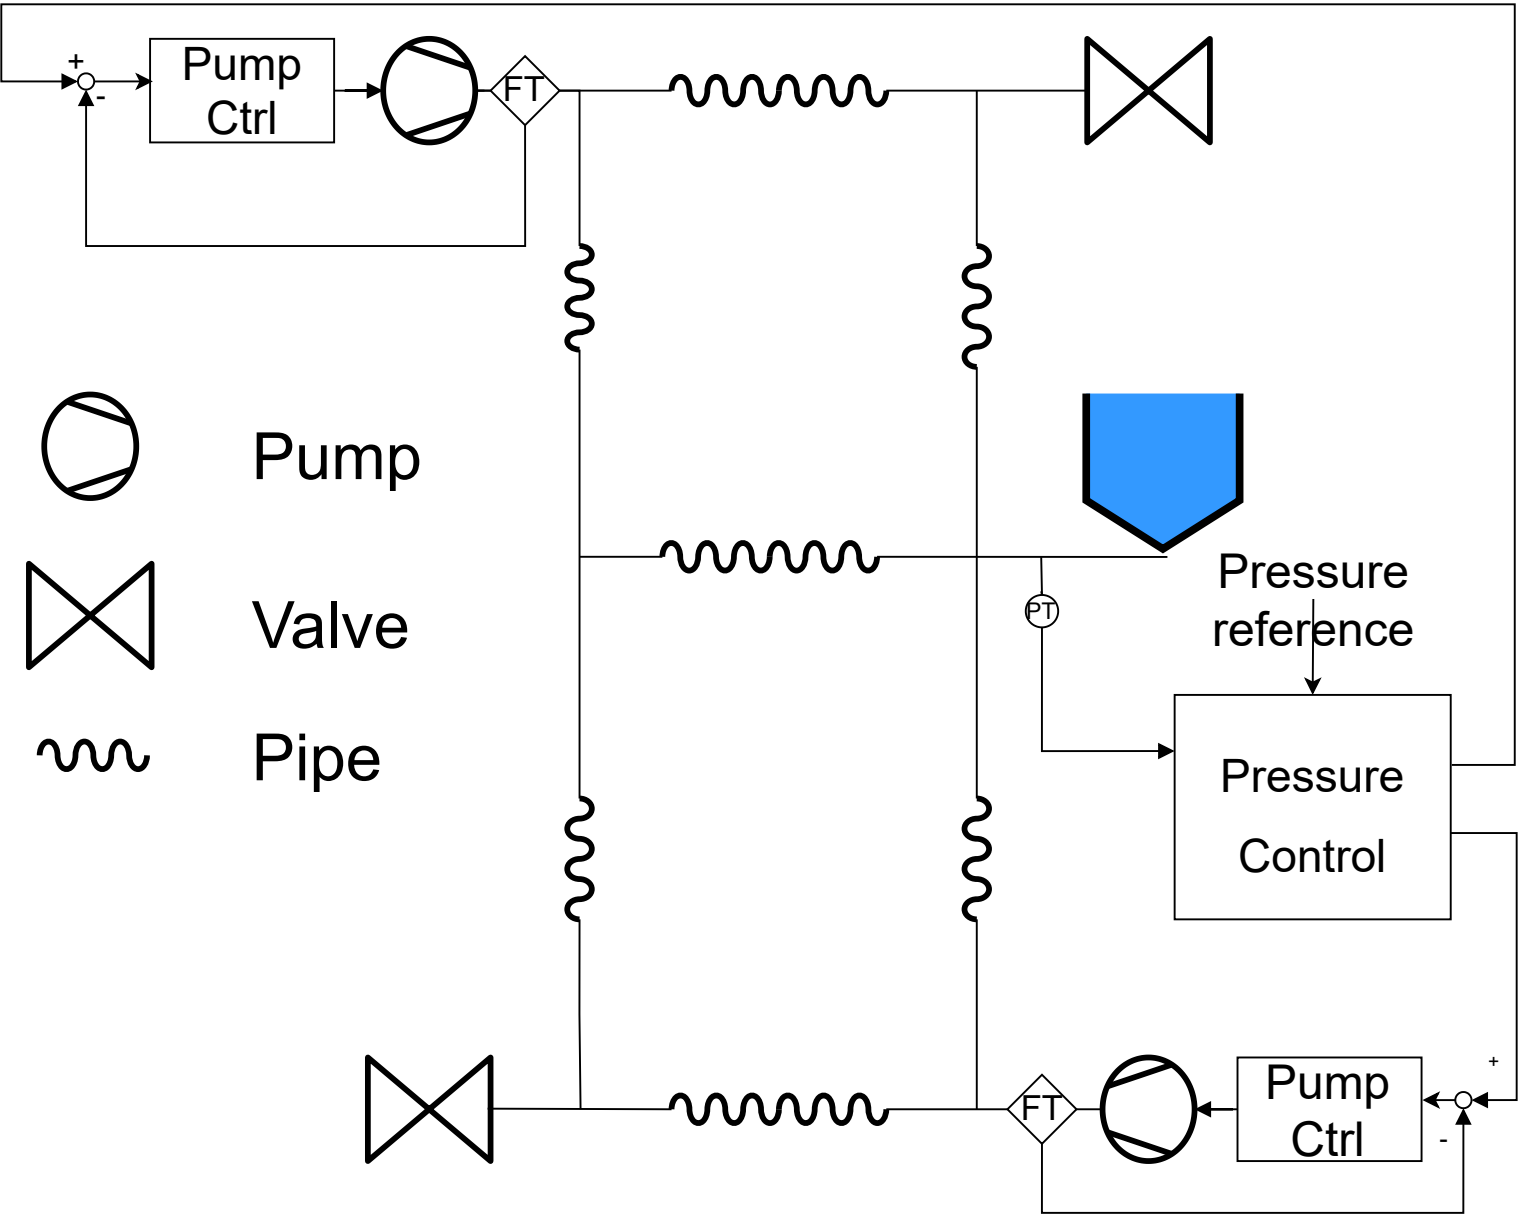 +
-
Pump
Ctrl
FT
Pump
Valve
Pipe
PT
Pressure
reference
Pressure
Control
FT
Pump
Ctrl
+
-